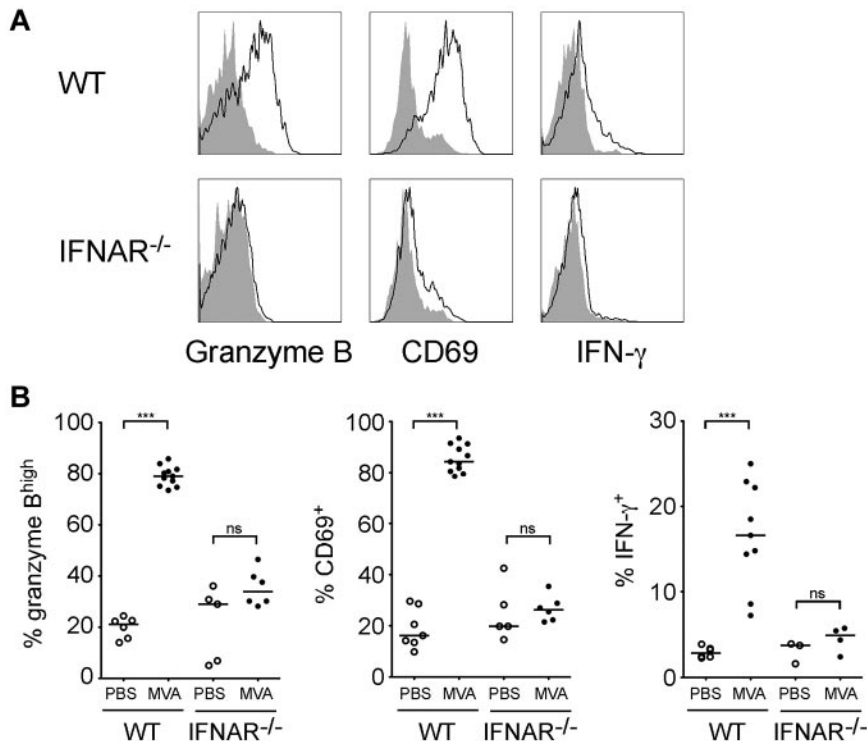 A
WT
IFNAR-/-
Granzyme B
CD69
IFN-γ
B
% granzyme Bhigh
100
80
60
40
20
0
***
ns
PBS
MVA
PBS
MVA
WT
IFNAR-/-
% CD69+
100
80
60
40
20
0
***
ns
PBS
MVA
PBS
MVA
WT
IFNAR-/-
% IFN-γ+
30
20
10
0
***
ns
PBS
MVA
PBS
MVA
WT
IFNAR-/-